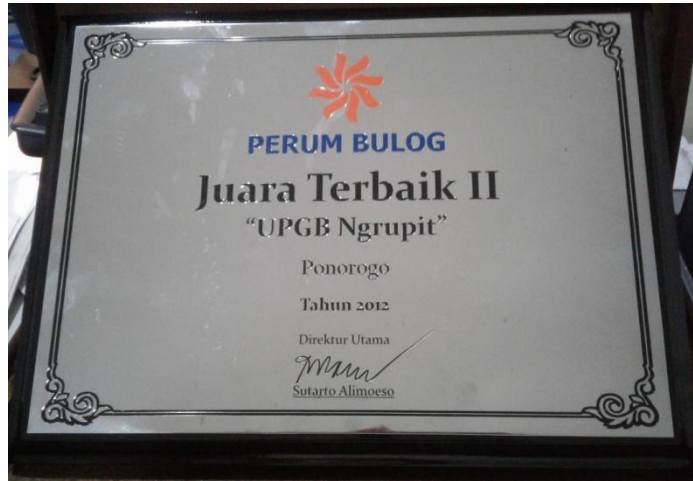 PERUM BULOG
Juara Terbaik II
“UPGB Ngrupit”
Ponorogo
Tahun 2012
Direktur Utama
Sutarto Alimoeso